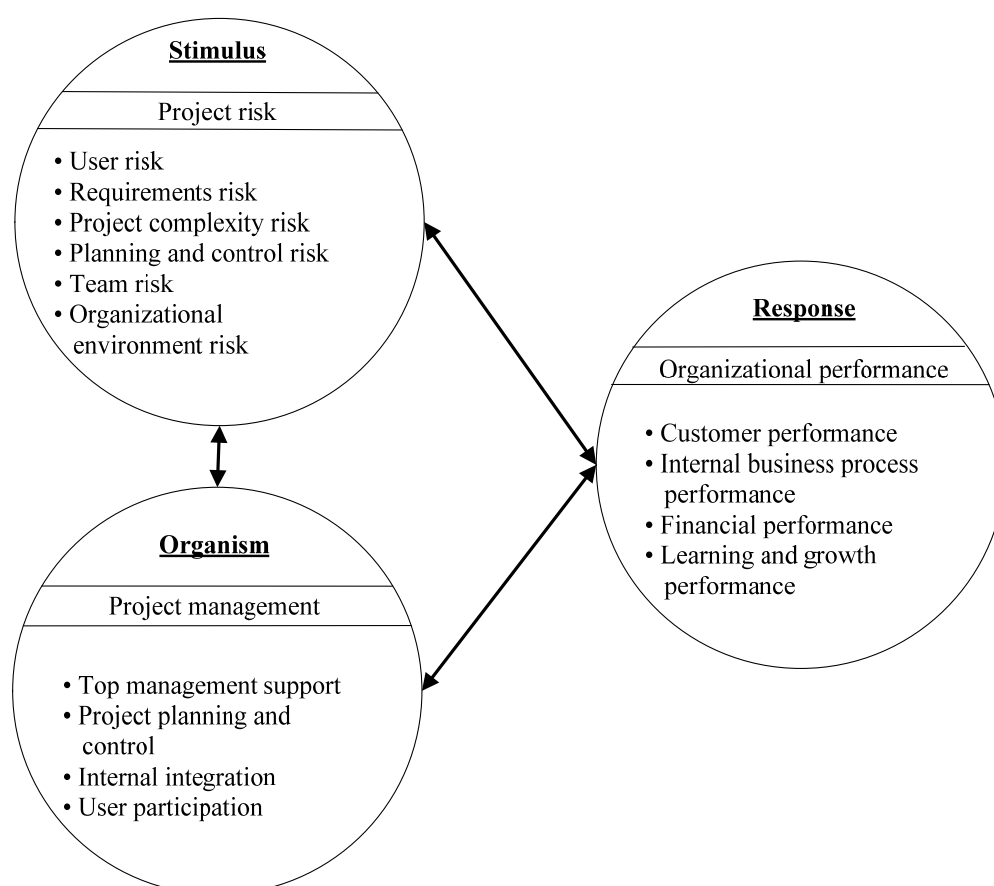 Stimulus
Project risk
• User risk
• Requirements risk
• Project complexity risk
• Planning and control risk
• Team risk
• Organizational
environment risk
Response
Organizational performance
• Customer performance
• Internal business process
performance
• Financial performance
• Learning and growth
performance
Organism
Project management
• Top management support
• Project planning and
control
• Internal integration
• User participation